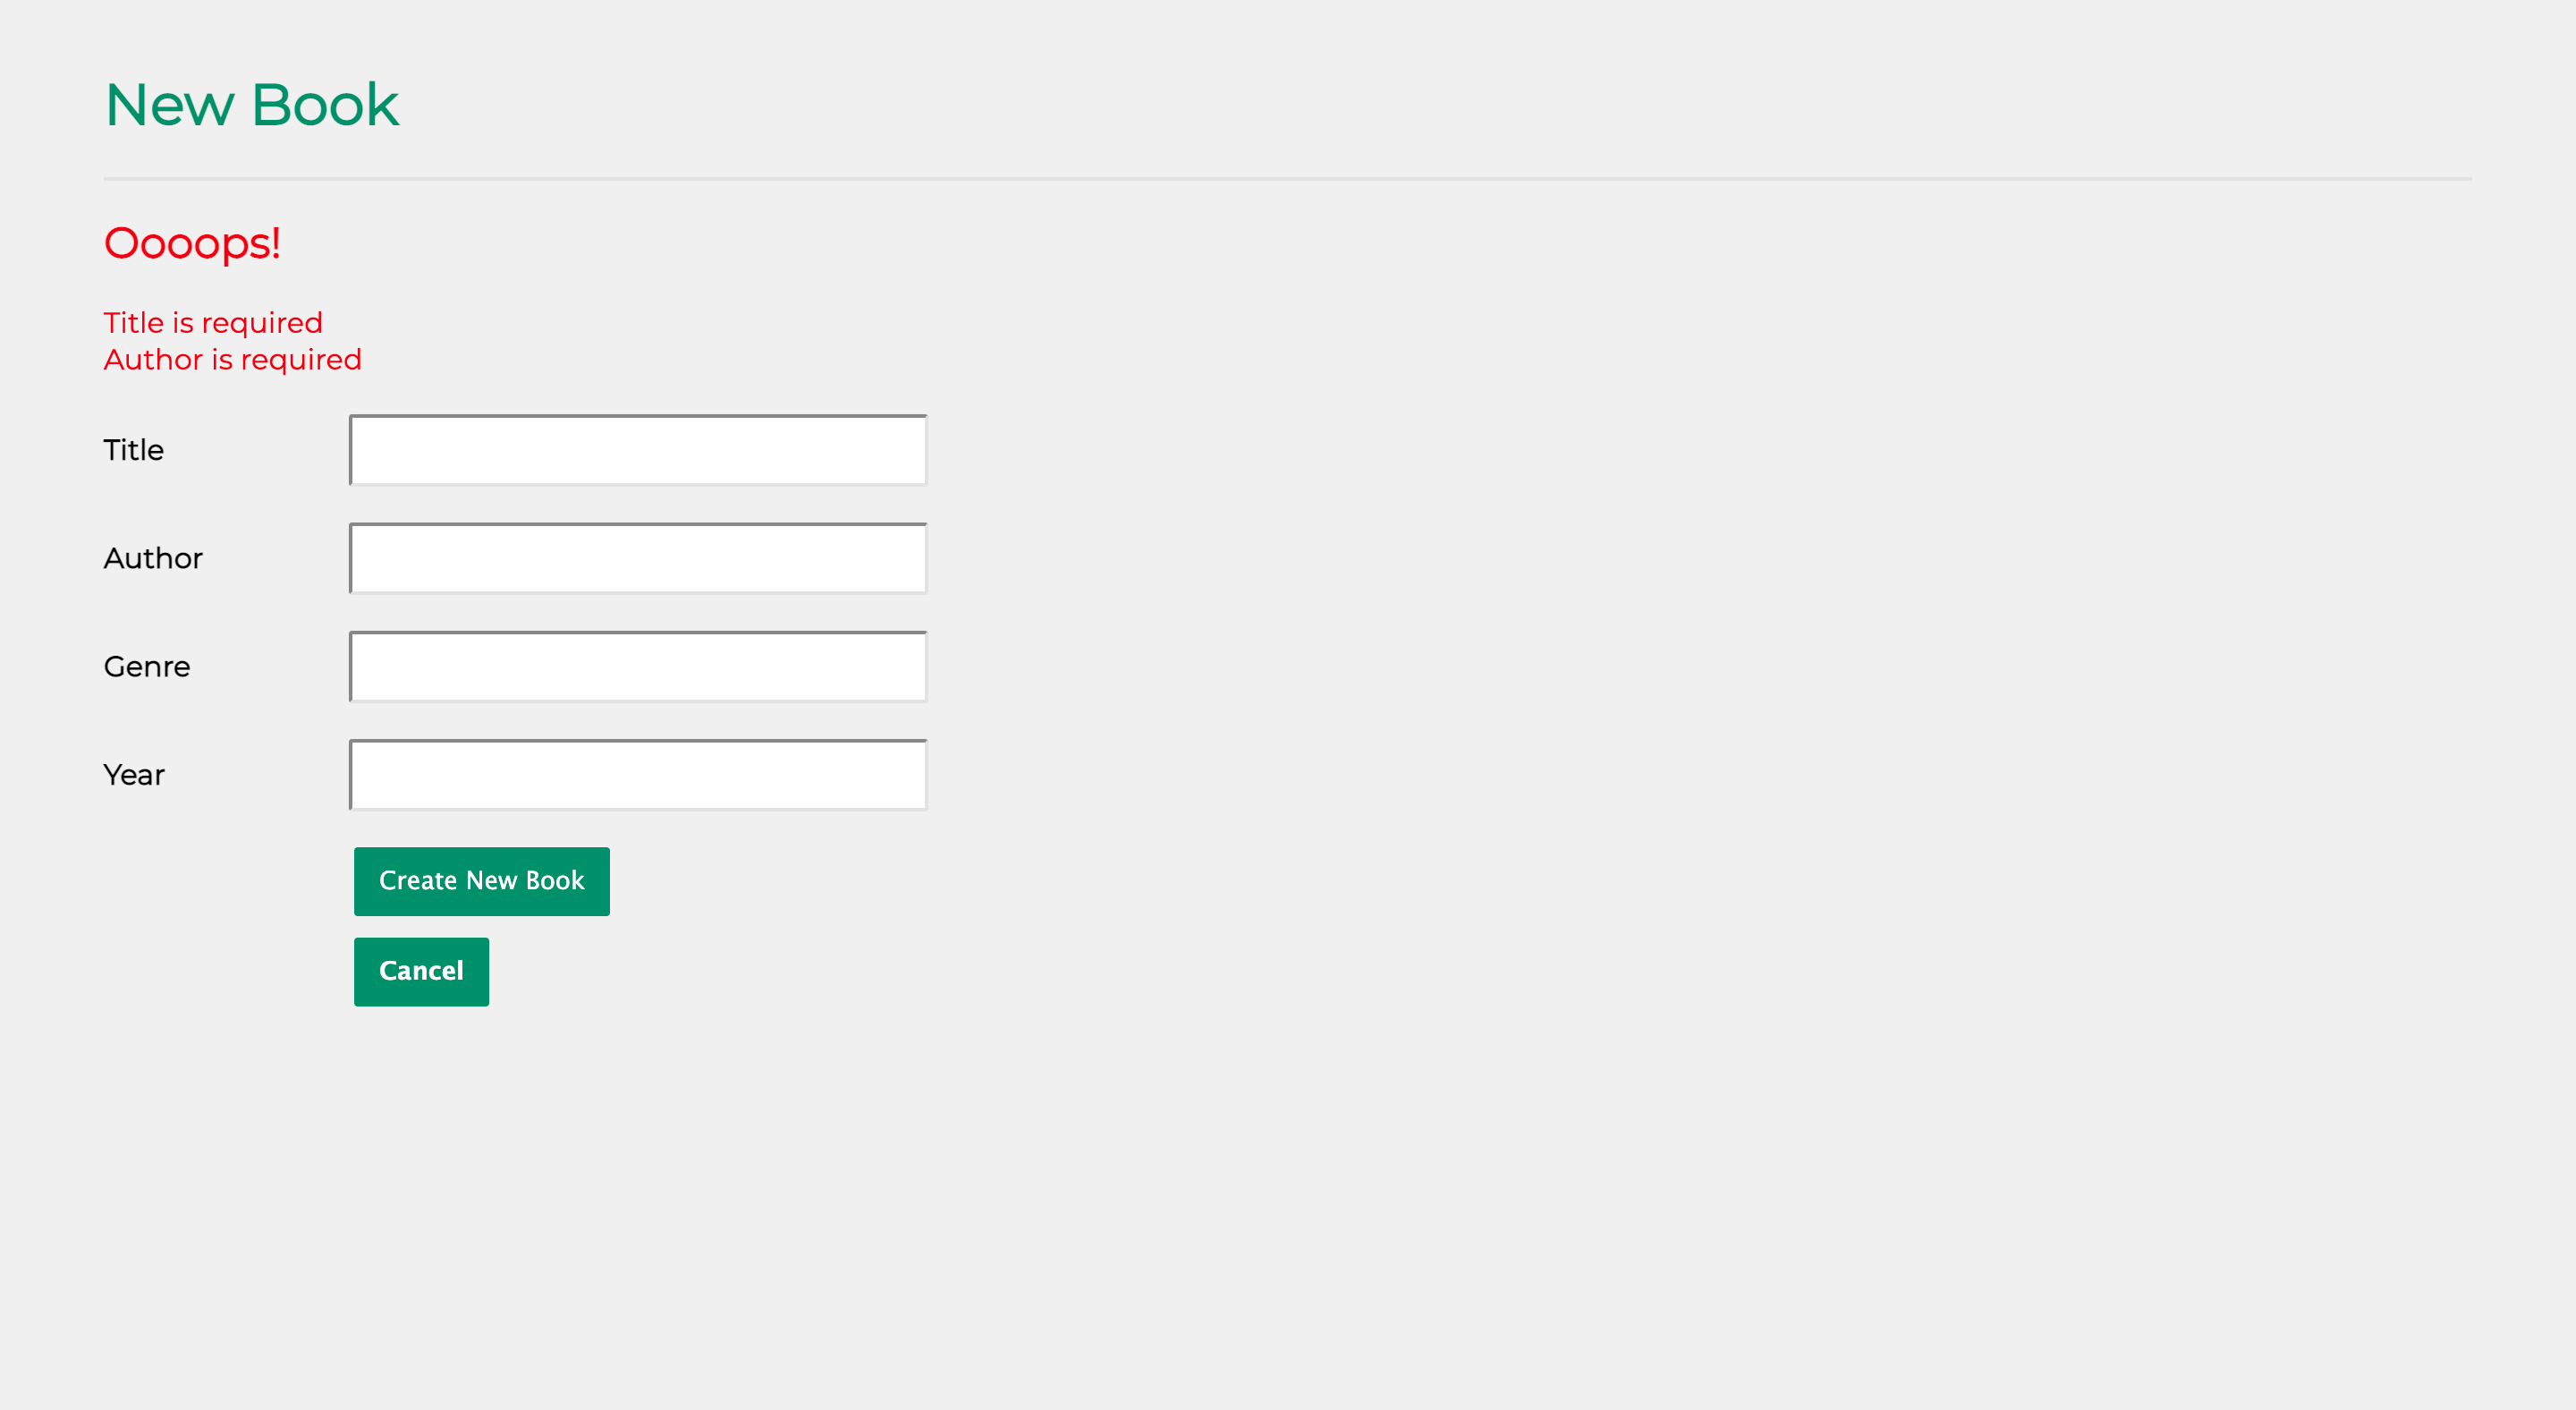 New Book
Oooops!
Title is required
Author is required
Title
Author
Genre
Year
Create New Book
Cancel